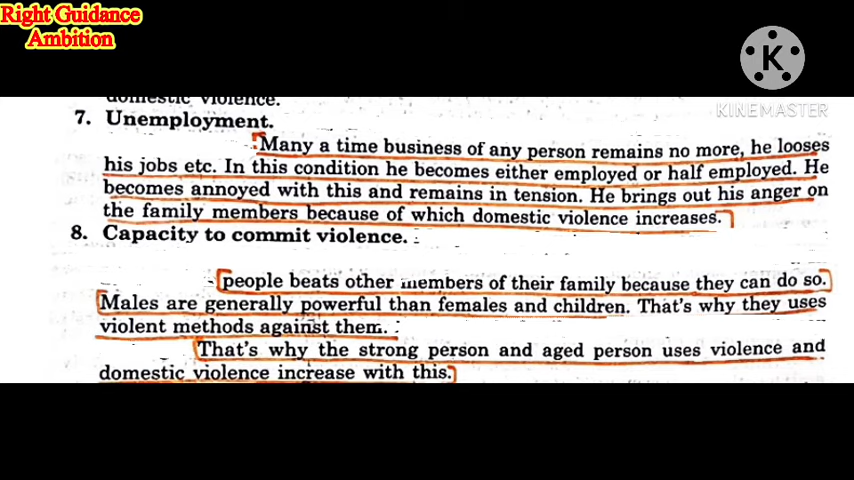 Right Guidance
Ambition
K
KINEMASTER
domestic violence.
7. Unemployment.
Many a time business of any person remains no more, he looses
his jobs etc. In this condition he becomes either employed or half employed. He
becomes annoyed with this and remains in tension. He brings out his anger on
the family members because of which domestic violence increases.
8. Capacity to commit violence.
people beats other members of their family because they can do so.
Males are generally powerful than females and children. That's why they uses
violent methods against them.
That's why the strong person and aged person uses violence and
domestic violence increase with this.